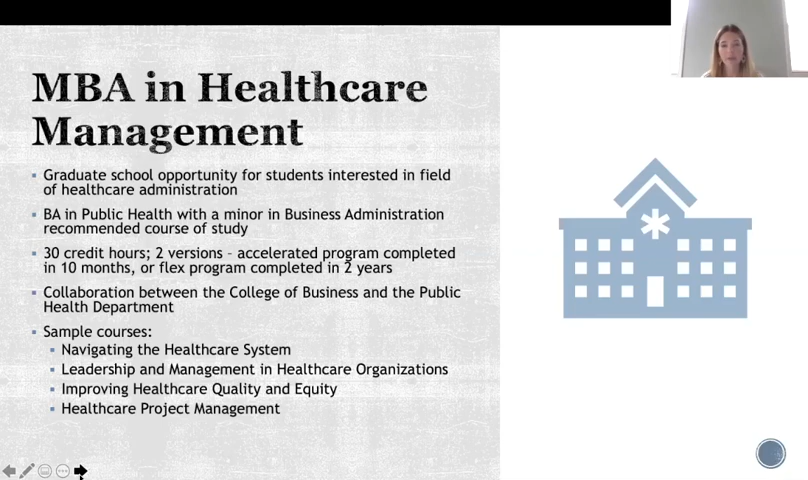 MBA in Healthcare
Management
Graduate school opportunity for students interested in field
of healthcare administration
BA in Public Health with a minor in Business Administration
recommended course of study
30 credit hours; 2 versions – accelerated program completed
in 10 months, or flex program completed in 2 years
Collaboration between the College of Business and the Public
Health Department
Sample courses:
Navigating the Healthcare System
Leadership and Management in Healthcare Organizations
Improving Healthcare Quality and Equity
Healthcare Project Management